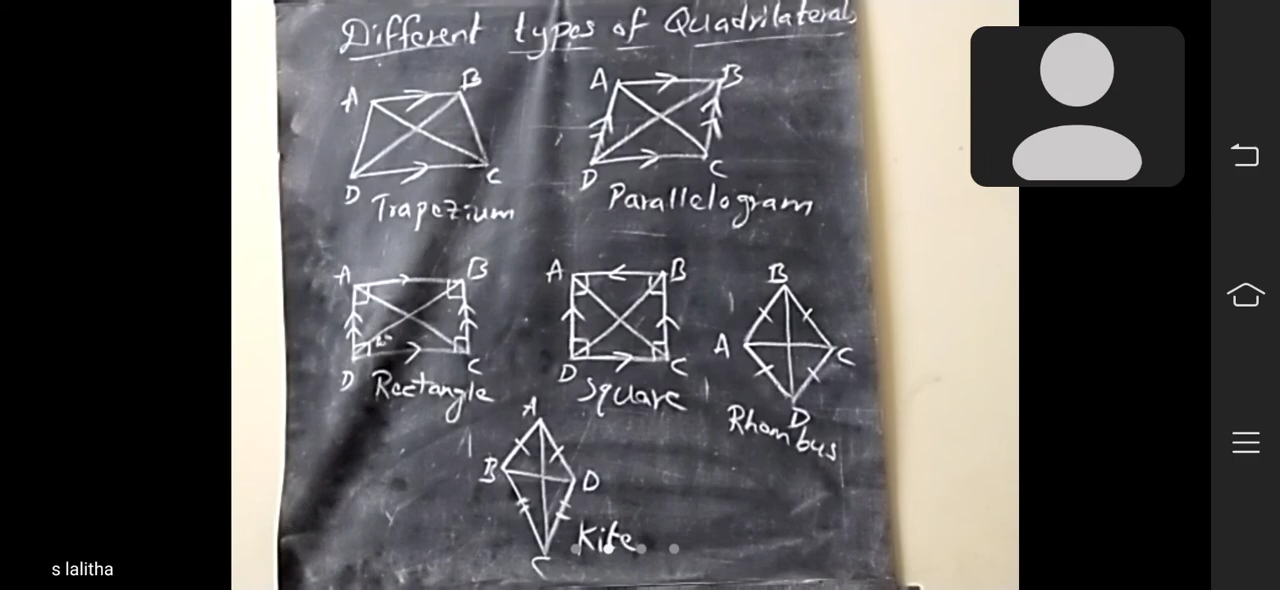 Different types of Quadrilaterals
A B
A B
D C
D C
Trapezium
Parallelogram
A B
A B
B
A C
D C
D C
D
Rectangle
Square
Rhombus
A
B D
C
Kite
s lalitha